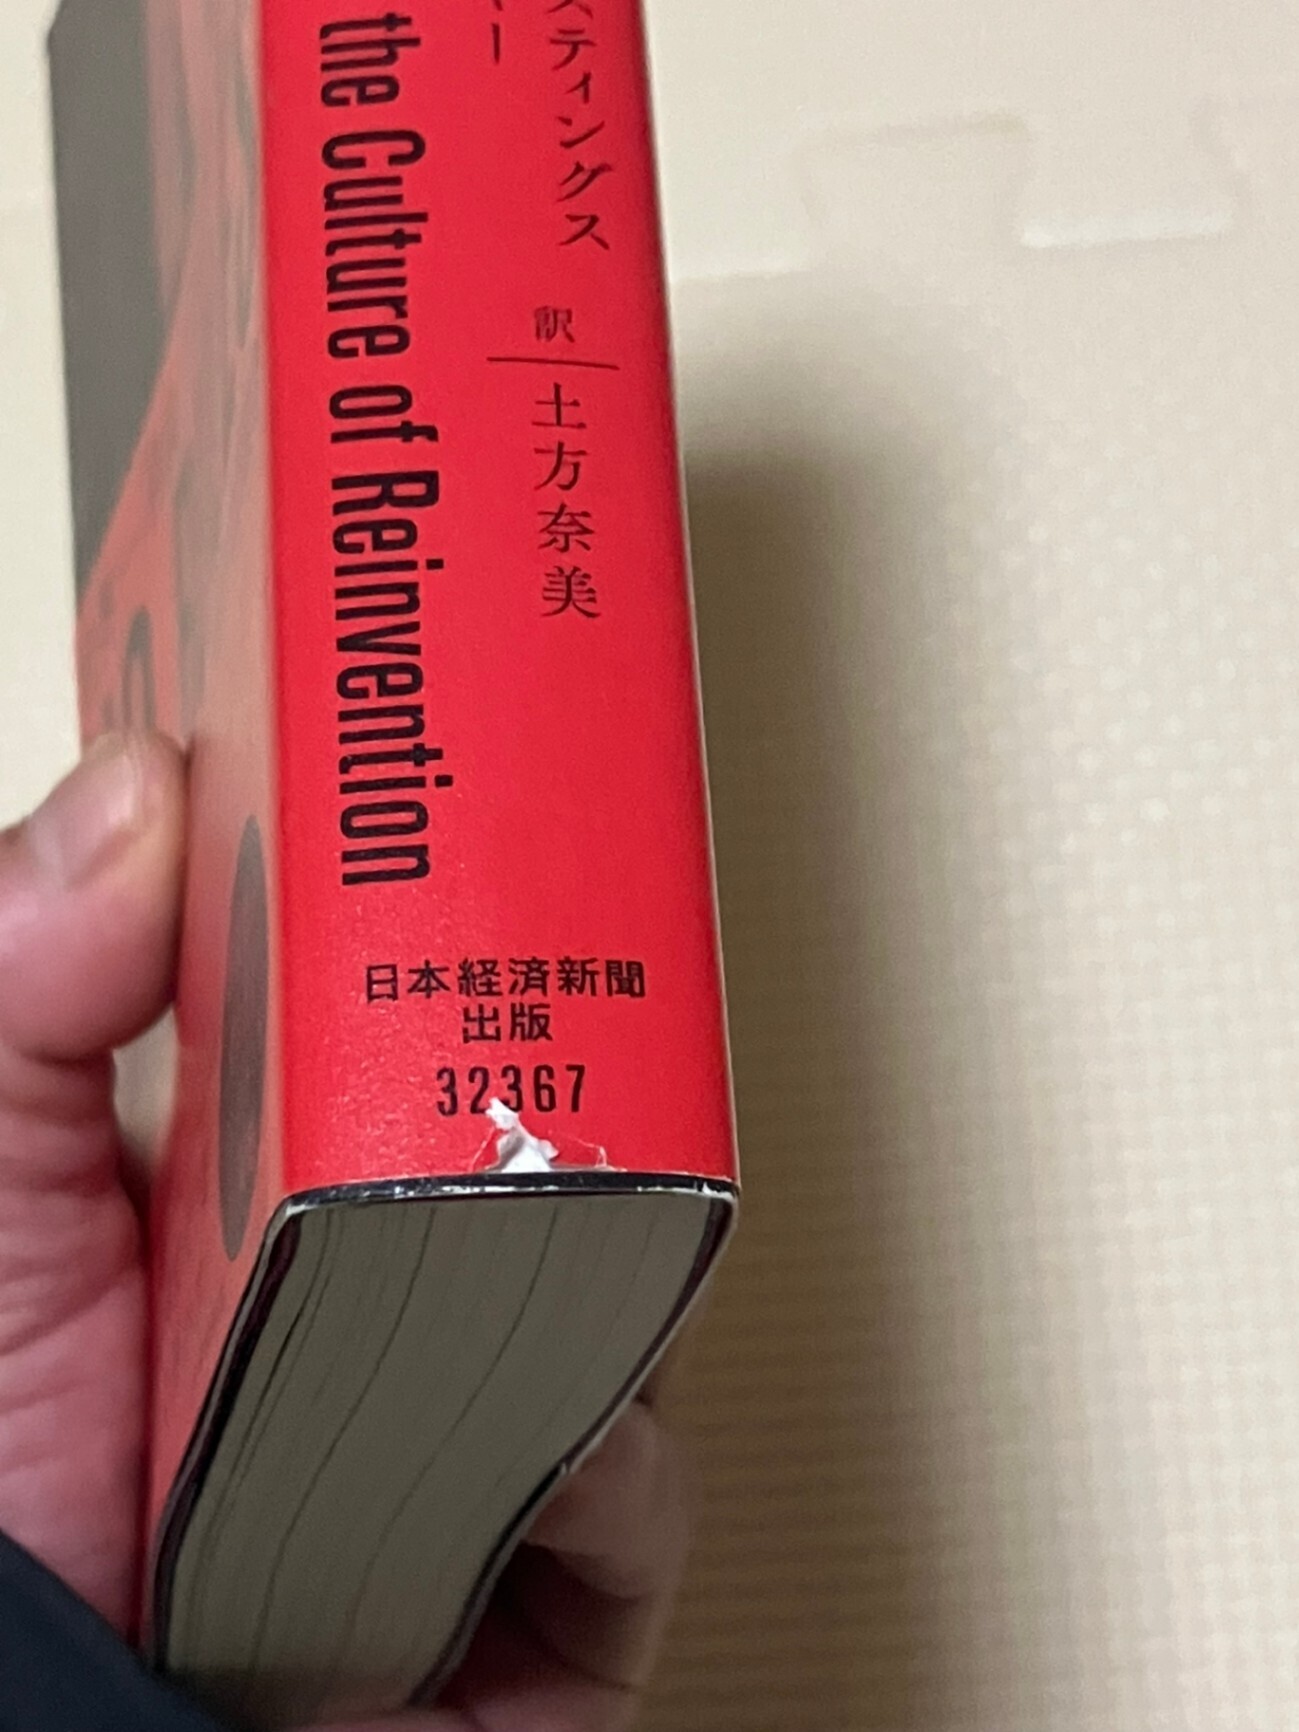 the Culture of Reinvention
スティングス
訳
土方奈美
日本経済新聞
出版
32367